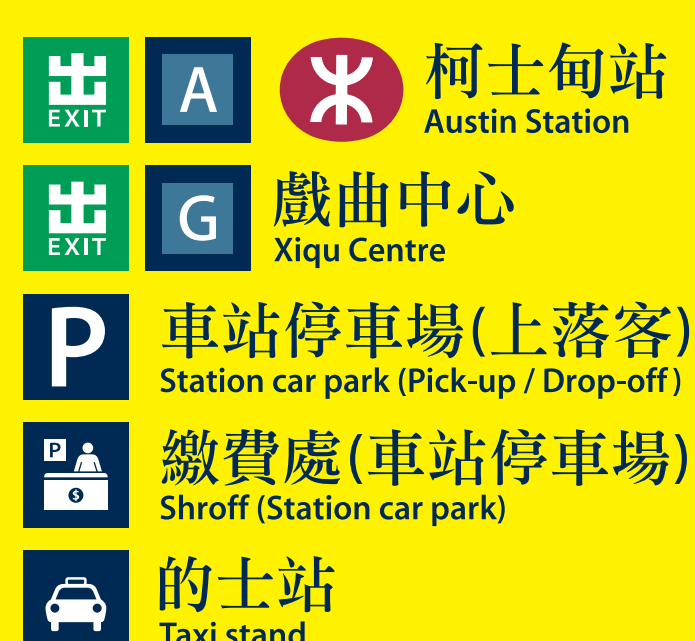 出 A 柯士甸站
EXIT Austin Station
出 G 戲曲中心
EXIT Xiqu Centre
P 車站停車場(上落客)
Station car park (Pick-up / Drop-off)
P 繳費處(車站停車場)
$ Shroff (Station car park)
的士站
Taxi stand